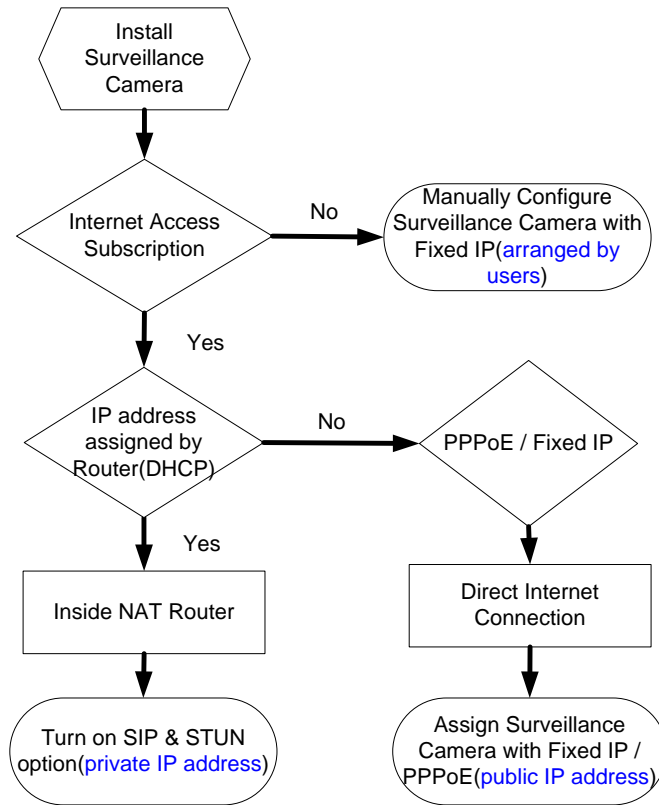 Install
Surveillance
Camera
Internet Access
Subscription
No
Manually Configure
Surveillance Camera with
Fixed IP(arranged by
users)
Yes
IP address
assigned by
Router(DHCP)
No
PPPoE / Fixed IP
Yes
Inside NAT Router
Direct Internet
Connection
Turn on SIP & STUN
option(private IP address)
Assign Surveillance
Camera with Fixed IP /
PPPoE(public IP address)